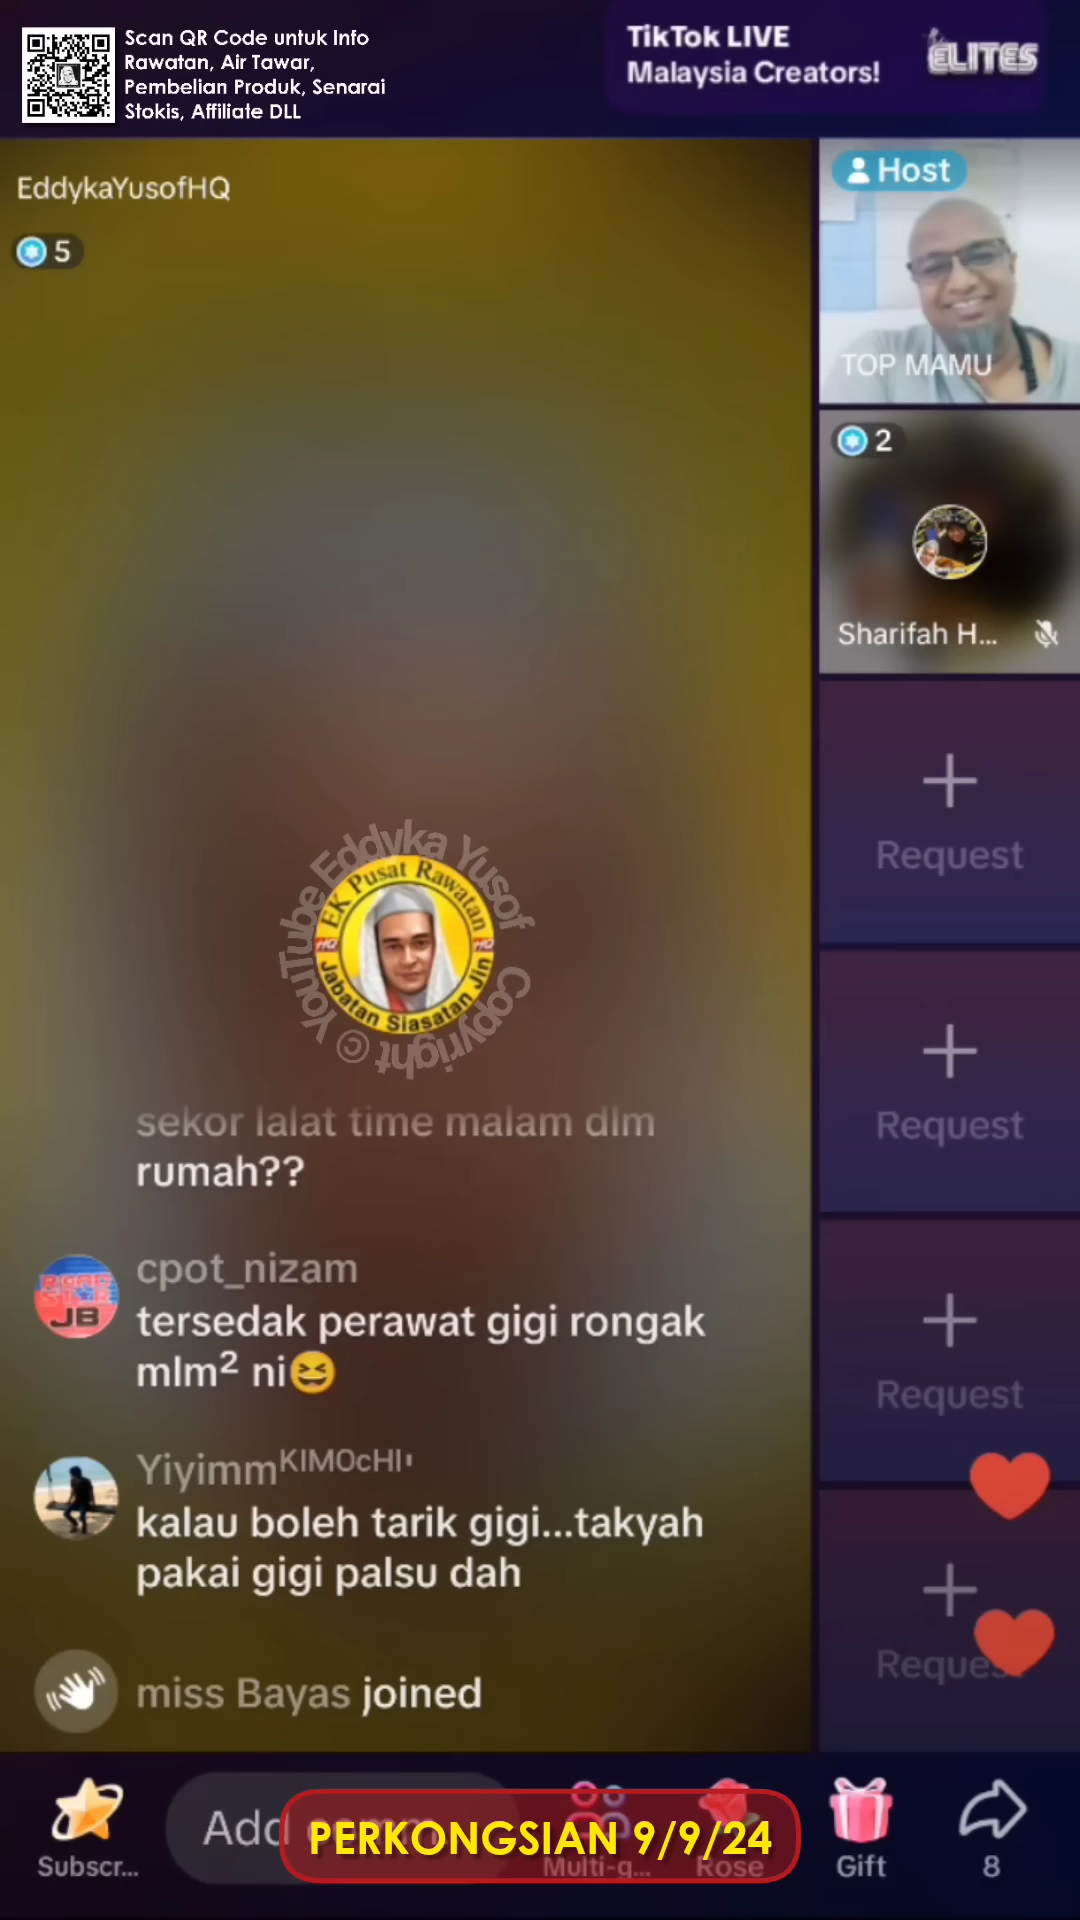 Scan QR Code untuk Info
Rawatan, Air Tawar,
Pembelian Produk, Senarai
Stokis, Affiliate DLL
TikTok LIVE
Malaysia Creators!
ELITES
EddykaYusofHQ
5
Host
TOP MAMU
2
Sharifah H...
Request
Request
Request
Request
© YouTube Eddyka Yusof Copyright
EK Pusat Rawatan
HQ HQ
Jabatan Siasatan Jin
sekor lalat time malam dlm
rumah??
ROAD
STAR
JB
cpot_nizam
tersedak perawat gigi rongak
mlm² ni😆
Yiyimmᴷᴵᴹᴼᶜᴴᴵ
kalau boleh tarik gigi...takyah
pakai gigi palsu dah
miss Bayas joined
Subscr...
Add comm
Multi-g...
Rose
Gift
8
PERKONGSIAN 9/9/24